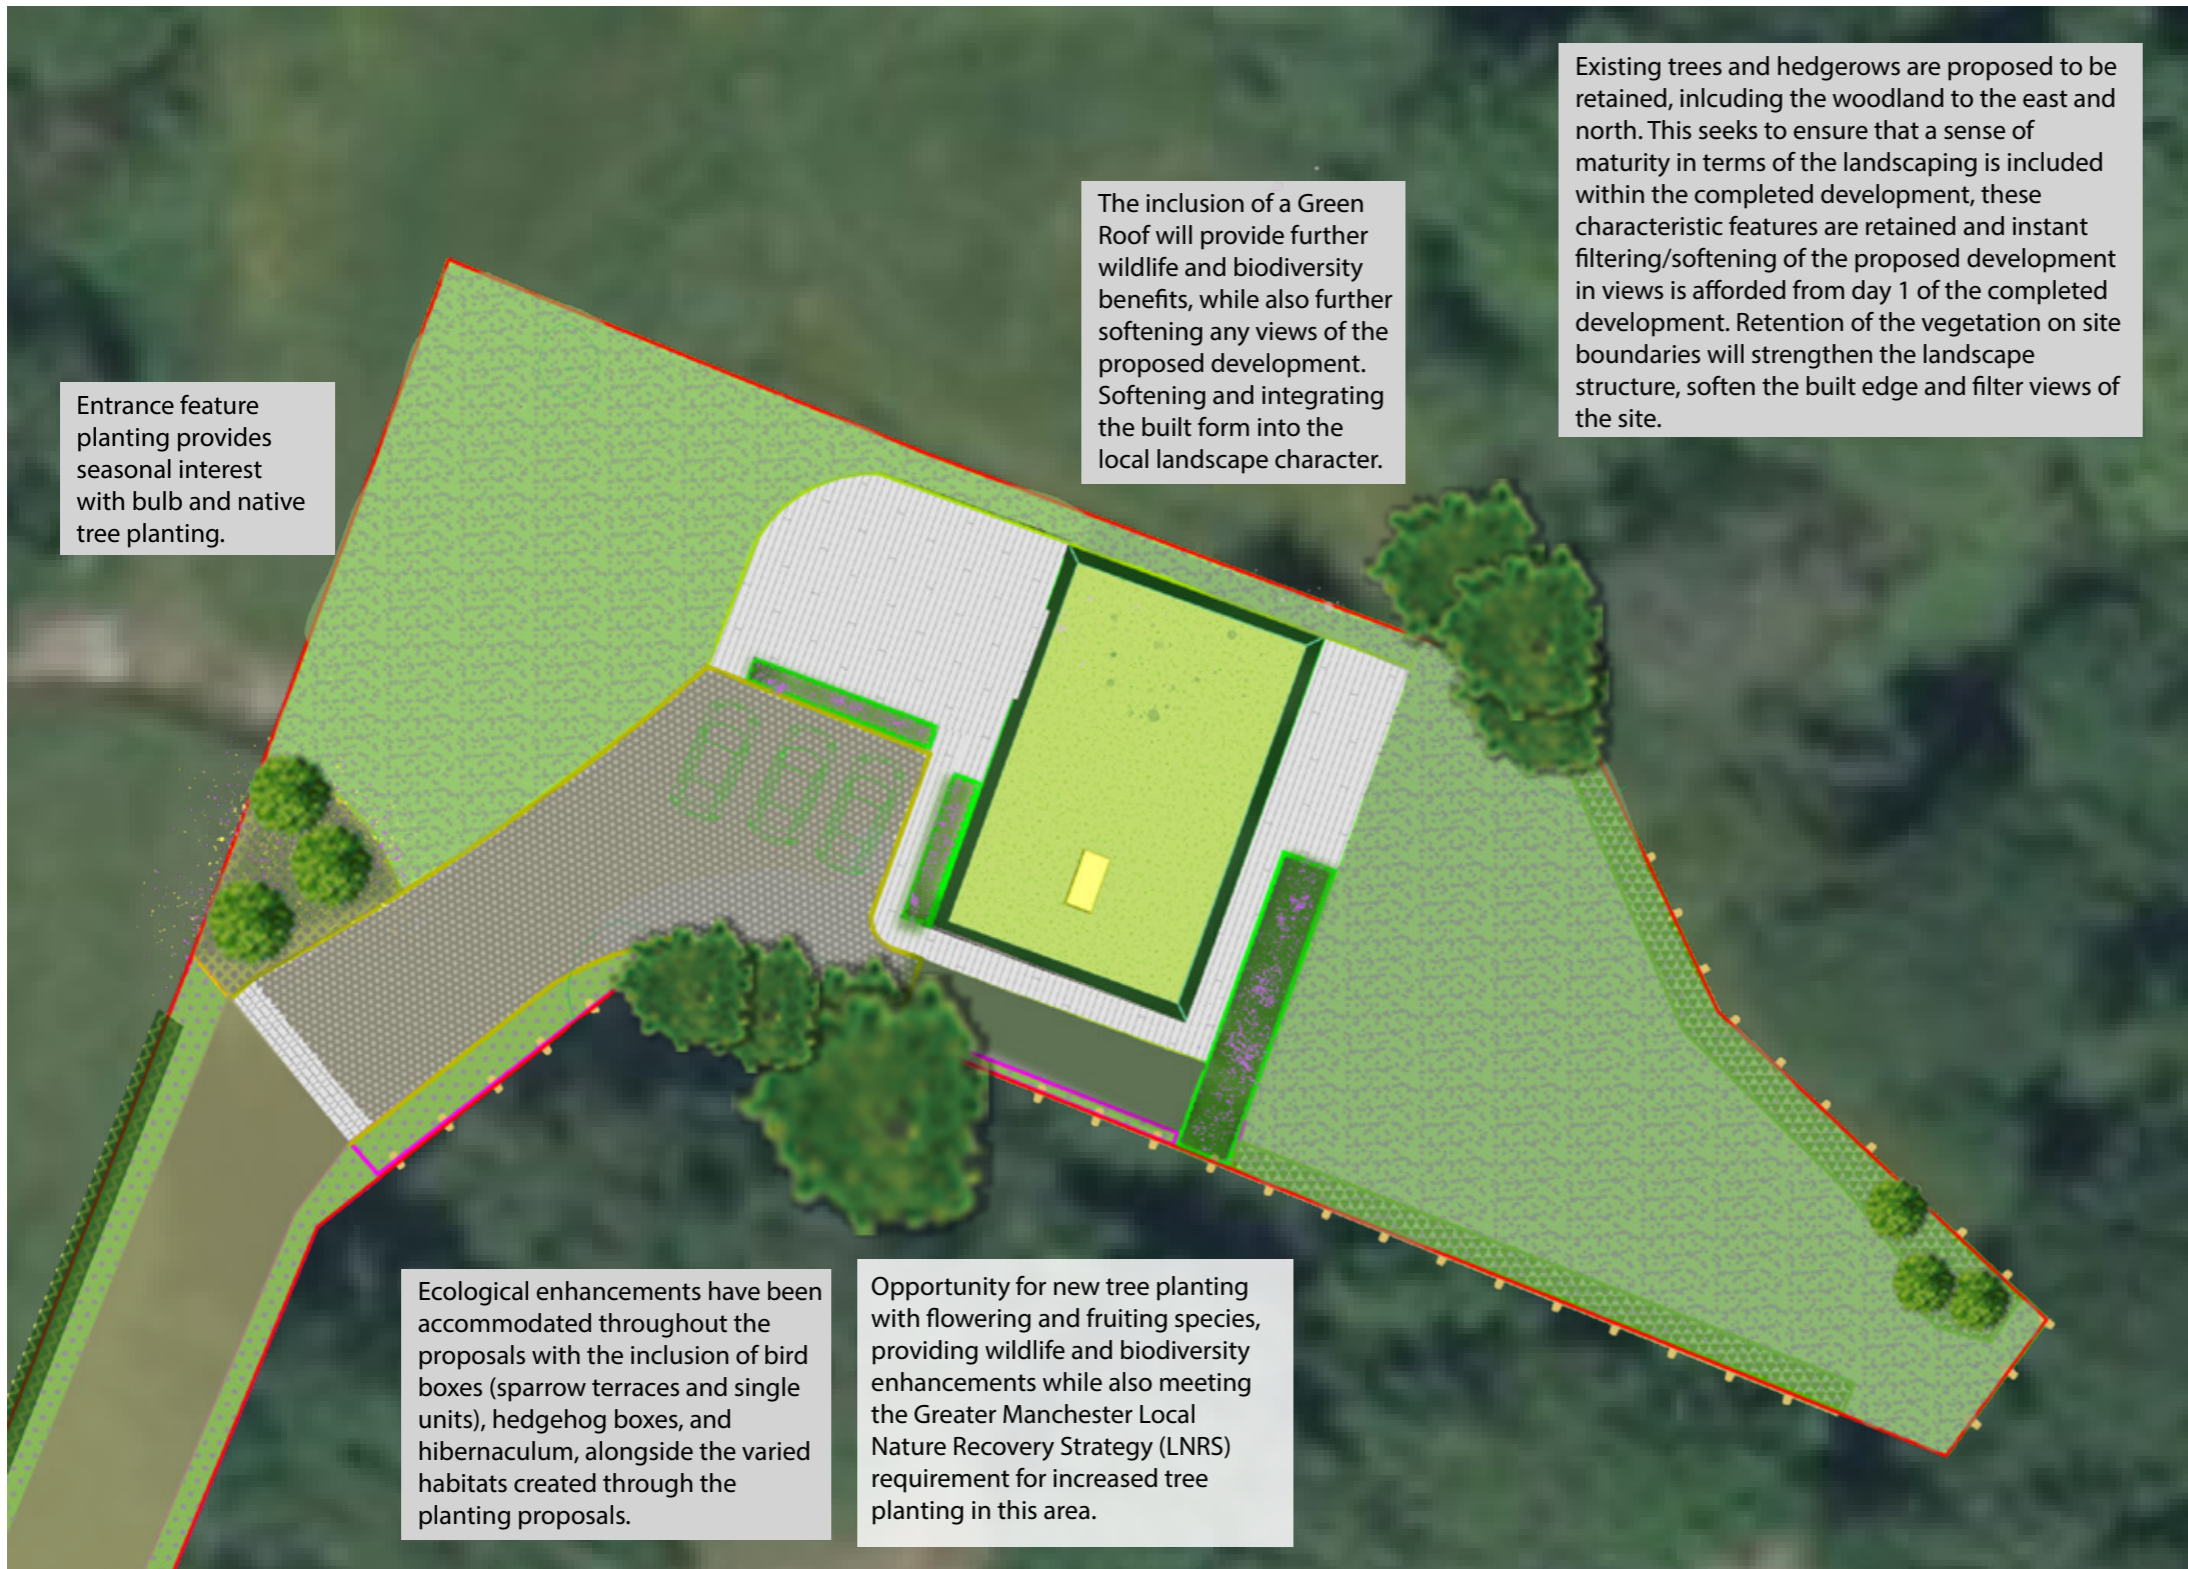 Existing trees and hedgerows are proposed to be
retained, inlcuding the woodland to the east and
north. This seeks to ensure that a sense of
maturity in terms of the landscaping is included
within the completed development, these
characteristic features are retained and instant
filtering/softening of the proposed development
in views is afforded from day 1 of the completed
development. Retention of the vegetation on site
boundaries will strengthen the landscape
structure, soften the built edge and filter views of
the site.
The inclusion of a Green
Roof will provide further
wildlife and biodiversity
benefits, while also further
softening any views of the
proposed development.
Softening and integrating
the built form into the
local landscape character.
Entrance feature
planting provides
seasonal interest
with bulb and native
tree planting.
Ecological enhancements have been
accommodated throughout the
proposals with the inclusion of bird
boxes (sparrow terraces and single
units), hedgehog boxes, and
hibernaculum, alongside the varied
habitats created through the
planting proposals.
Opportunity for new tree planting
with flowering and fruiting species,
providing wildlife and biodiversity
enhancements while also meeting
the Greater Manchester Local
Nature Recovery Strategy (LNRS)
requirement for increased tree
planting in this area.